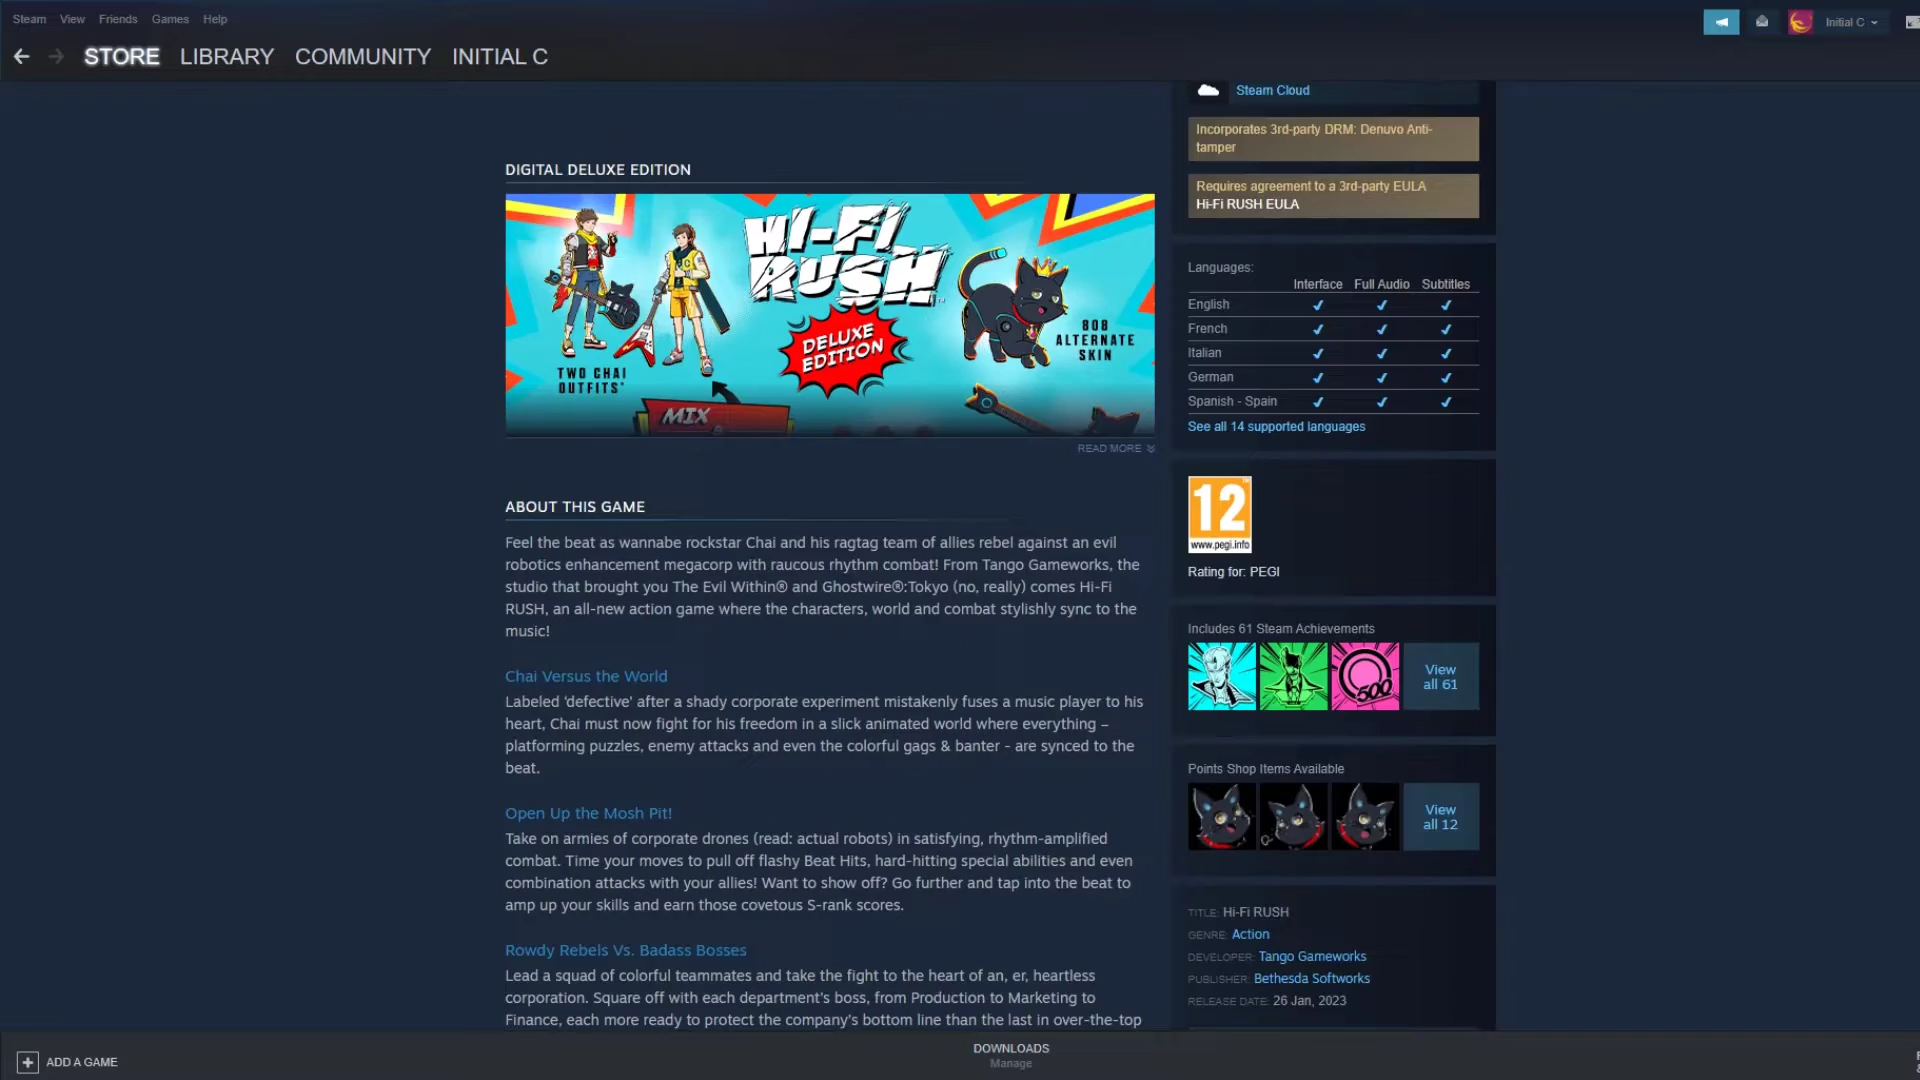 Steam View Friends Games Help
Initial C
STORE LIBRARY COMMUNITY INITIAL C
Steam Cloud
Incorporates 3rd-party DRM: Denuvo Anti-
tamper
Requires agreement to a 3rd-party EULA
Hi-Fi RUSH EULA
DIGITAL DELUXE EDITION
HI-FI
RUSH
DELUXE
EDITION
TWO CHAI
OUTFITS*
808
ALTERNATE
SKIN
MIX
READ MORE
Languages:
Interface Full Audio Subtitles
English ✔ ✔ ✔
French ✔ ✔ ✔
Italian ✔ ✔ ✔
German ✔ ✔ ✔
Spanish - Spain ✔ ✔ ✔
See all 14 supported languages
ABOUT THIS GAME
Feel the beat as wannabe rockstar Chai and his ragtag team of allies rebel against an evil
robotics enhancement megacorp with raucous rhythm combat! From Tango Gameworks, the
studio that brought you The Evil Within® and Ghostwire®:Tokyo (no, really) comes Hi-Fi
RUSH, an all-new action game where the characters, world and combat stylishly sync to the
music!
Chai Versus the World
Labeled ‘defective’ after a shady corporate experiment mistakenly fuses a music player to his
heart, Chai must now fight for his freedom in a slick animated world where everything –
platforming puzzles, enemy attacks and even the colorful gags & banter - are synced to the
beat.
Open Up the Mosh Pit!
Take on armies of corporate drones (read: actual robots) in satisfying, rhythm-amplified
combat. Time your moves to pull off flashy Beat Hits, hard-hitting special abilities and even
combination attacks with your allies! Want to show off? Go further and tap into the beat to
amp up your skills and earn those covetous S-rank scores.
Rowdy Rebels Vs. Badass Bosses
Lead a squad of colorful teammates and take the fight to the heart of an, er, heartless
corporation. Square off with each department's boss, from Production to Marketing to
Finance, each more ready to protect the company's bottom line than the last in over-the-top
12
www.pegi.info
Rating for: PEGI
Includes 61 Steam Achievements
500
View
all 61
Points Shop Items Available
View
all 12
TITLE: Hi-Fi RUSH
GENRE: Action
DEVELOPER: Tango Gameworks
PUBLISHER: Bethesda Softworks
RELEASE DATE: 26 Jan, 2023
ADD A GAME
DOWNLOADS
Manage